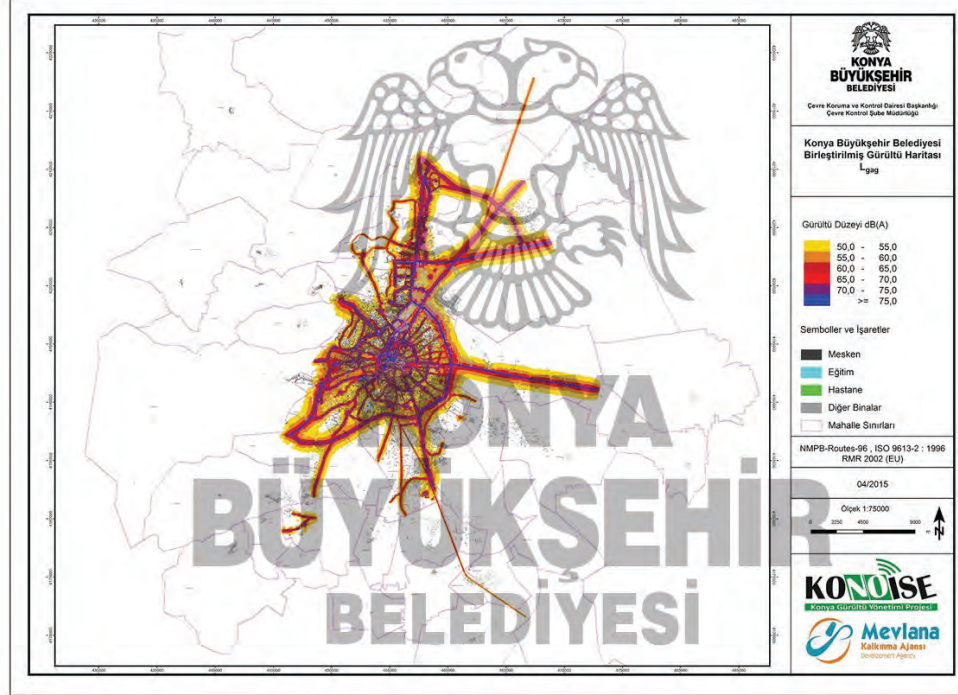 KONYA
BÜYÜKŞEHİR
BELEDİYESİ
KONYA
BÜYÜKŞEHİR
BELEDİYESİ
Çevre Koruma ve Kontrol Dairesi Başkanlığı
Çevre Kontrol Şube Müdürlüğü
Konya Büyükşehir Belediyesi
Birleştirilmiş Gürültü Haritası
Lgag
Gürültü Düzeyi dB(A)
50,0 - 55,0
55,0 - 60,0
60,0 - 65,0
65,0 - 70,0
70,0 - 75,0
>= 75,0
Semboller ve İşaretler
Mesken
Eğitim
Hastane
Diğer Binalar
Mahalle Sınırları
NMPB-Routes-96 , ISO 9613-2 : 1996
RMR 2002 (EU)
04/2015
Ölçek 1:75000
0 2250 4500 9000
m
N
KONOISE
Konya Gürültü Yönetimi Projesi
Mevlana
Kalkınma Ajansı
Development Agency